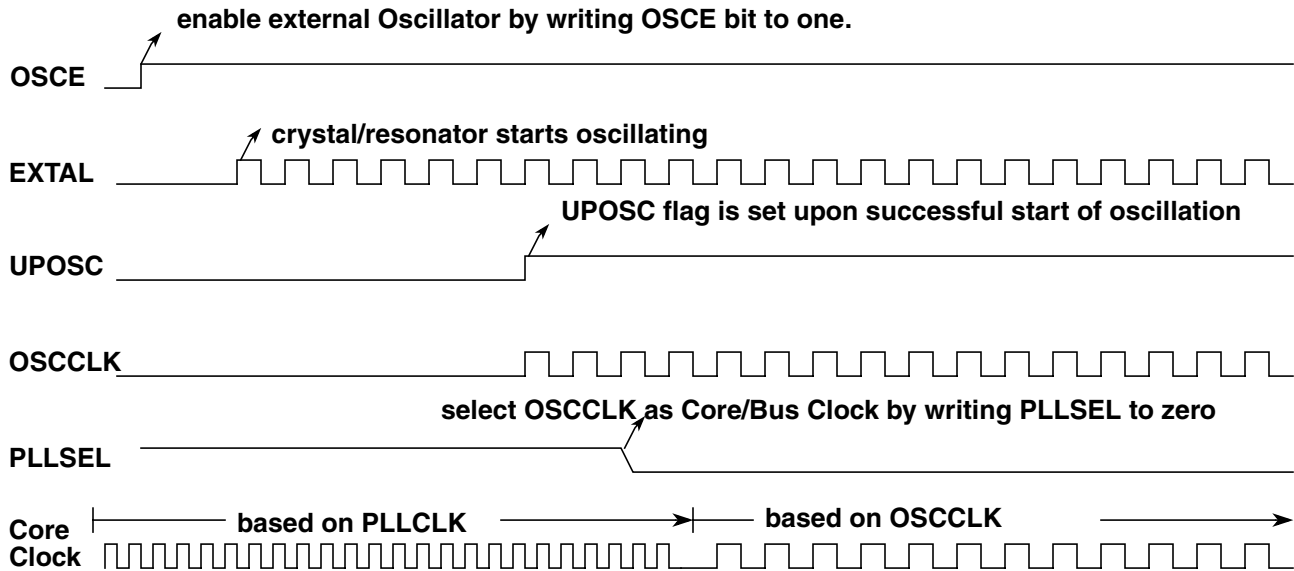 enable external Oscillator by writing OSCE bit to one.
OSCE
crystal/resonator starts oscillating
EXTAL
UPOSC flag is set upon successful start of oscillation
UPOSC
OSCCLK
select OSCCLK as Core/Bus Clock by writing PLLSEL to zero
PLLSEL
based on PLLCLK based on OSCCLK
Core
Clock